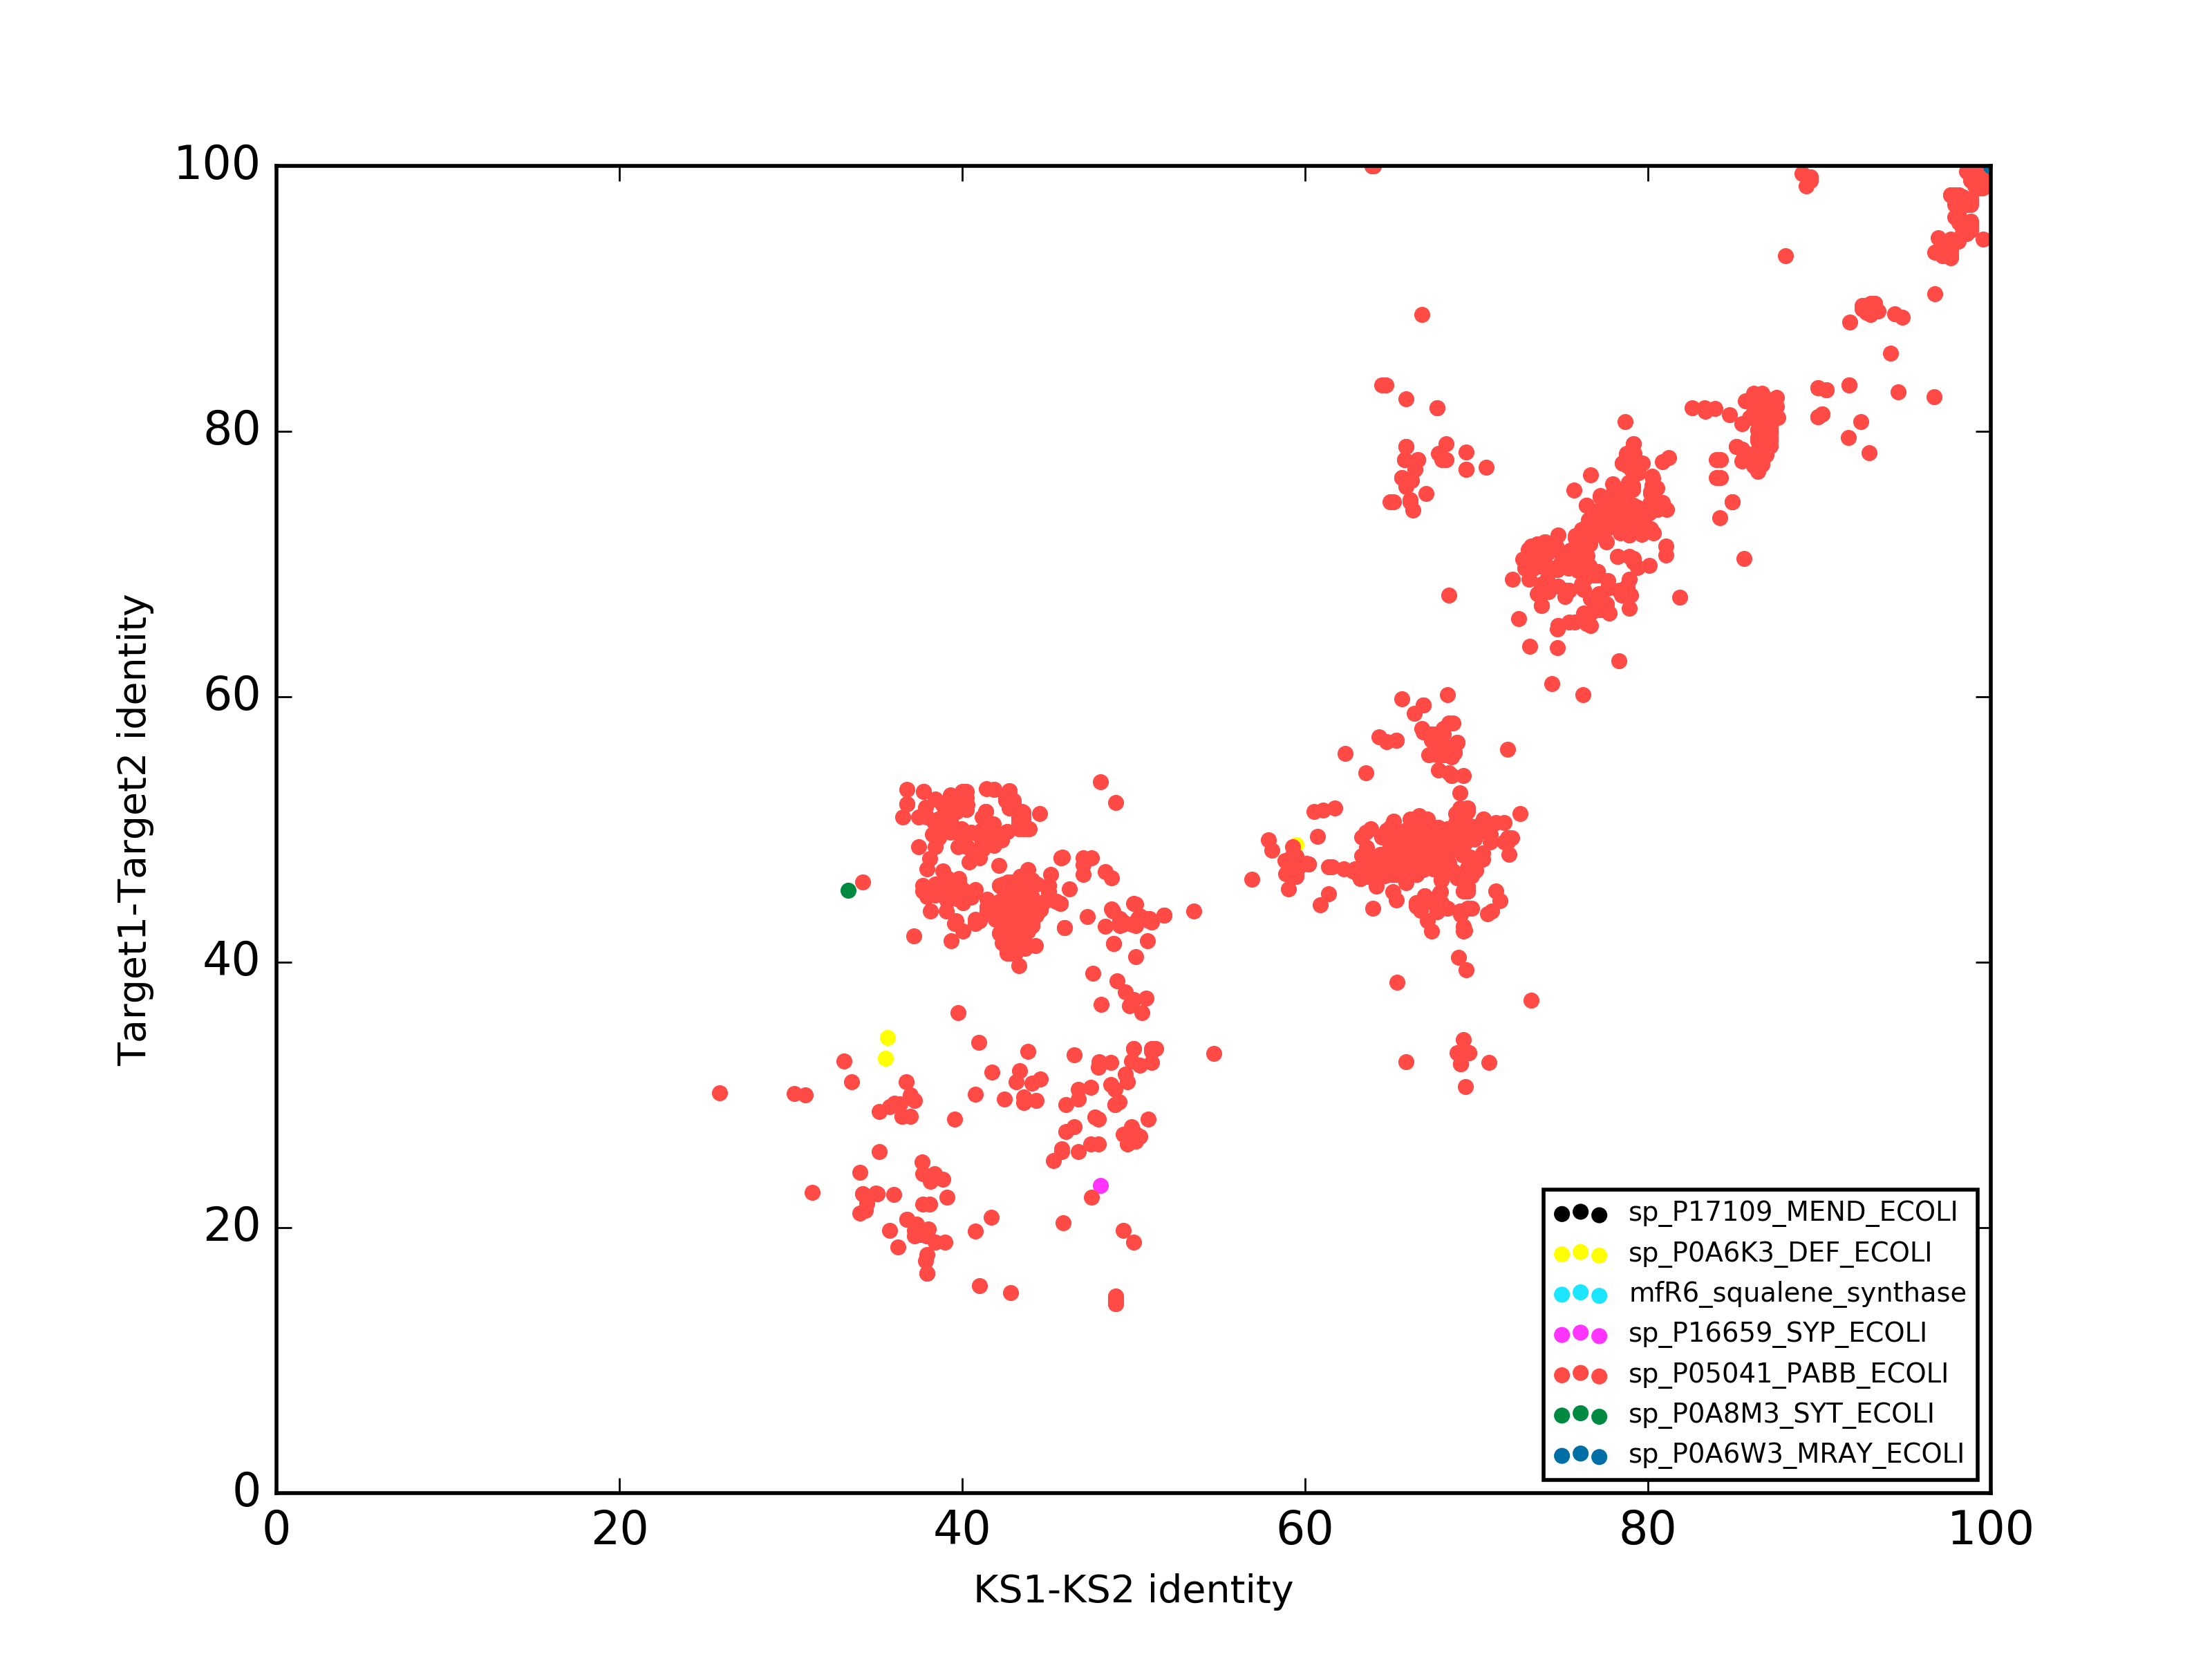 100
80
60
40
20
0
Target1-Target2 identity
sp_P17109_MEND_ECOLI
sp_P0A6K3_DEF_ECOLI
mfR6_squalene_synthase
sp_P16659_SYP_ECOLI
sp_P05041_PABB_ECOLI
sp_P0A8M3_SYT_ECOLI
sp_P0A6W3_MRAY_ECOLI
0 20 40 60 80 100
KS1-KS2 identity